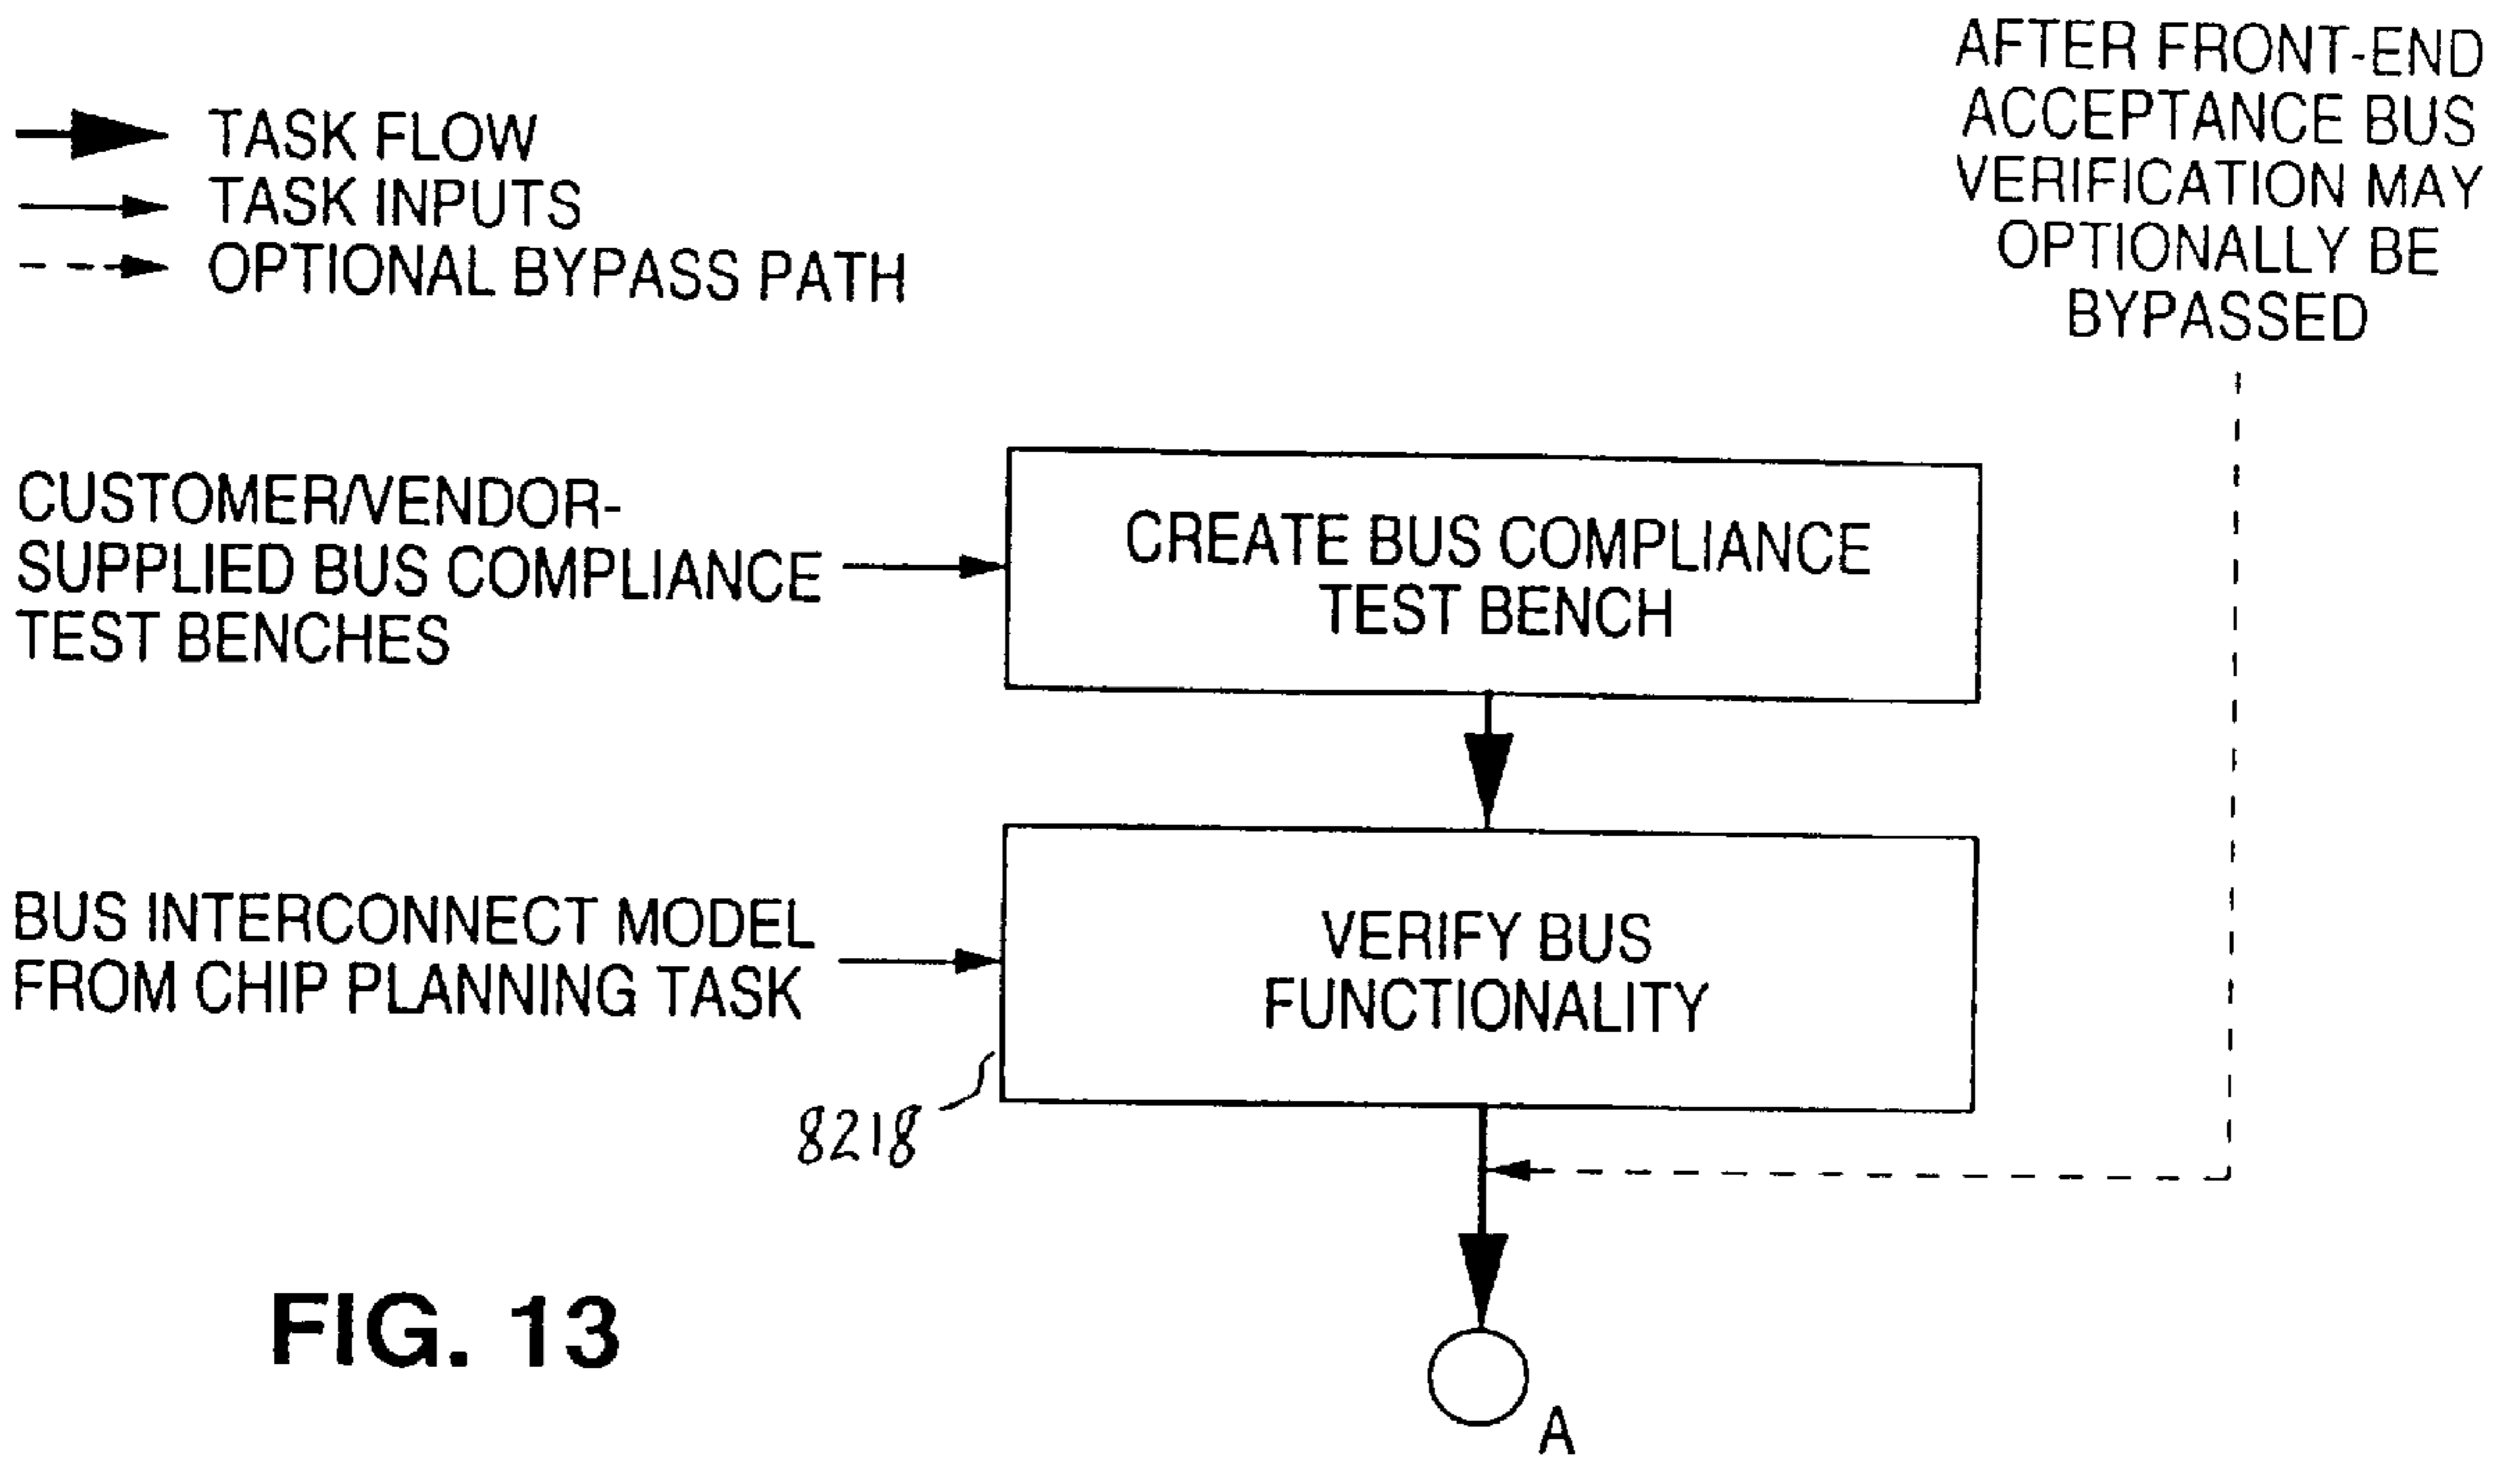 TASK FLOW
TASK INPUTS
OPTIONAL BYPASS PATH
AFTER FRONT-END
ACCEPTANCE BUS
VERIFICATION MAY
OPTIONALLY BE
BYPASSED
CUSTOMER/VENDOR-
SUPPLIED BUS COMPLIANCE
TEST BENCHES
CREATE BUS COMPLIANCE
TEST BENCH
BUS INTERCONNECT MODEL
FROM CHIP PLANNING TASK
VERIFY BUS
FUNCTIONALITY
8218
FIG. 13
A